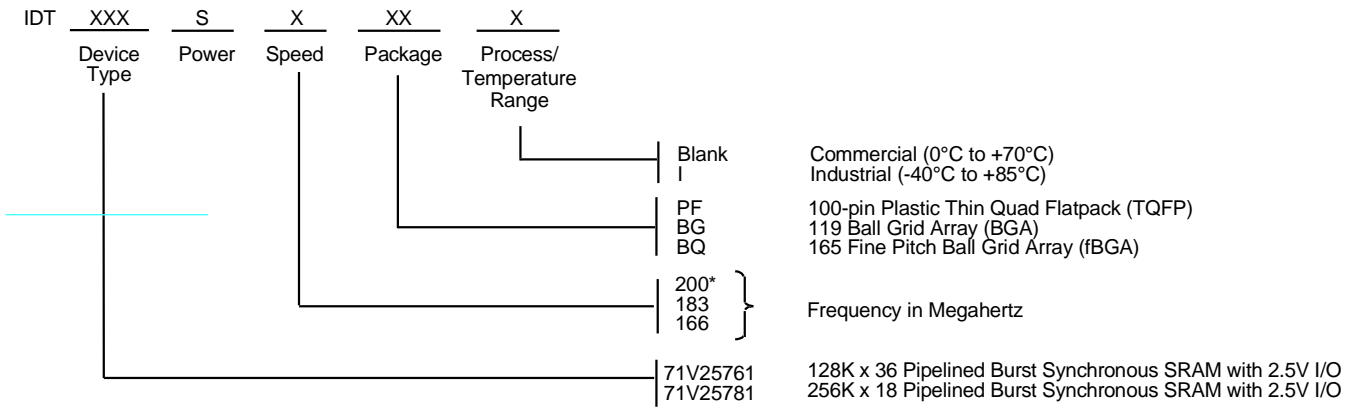 IDT XXX S X XX X
Device Type Power Speed Package Process/ Temperature Range
Blank Commercial (0°C to +70°C)
I Industrial (-40°C to +85°C)
PF 100-pin Plastic Thin Quad Flatpack (TQFP)
BG 119 Ball Grid Array (BGA)
BQ 165 Fine Pitch Ball Grid Array (fBGA)
200*
183
166
Frequency in Megahertz
71V25761 128K x 36 Pipelined Burst Synchronous SRAM with 2.5V I/O
71V25781 256K x 18 Pipelined Burst Synchronous SRAM with 2.5V I/O